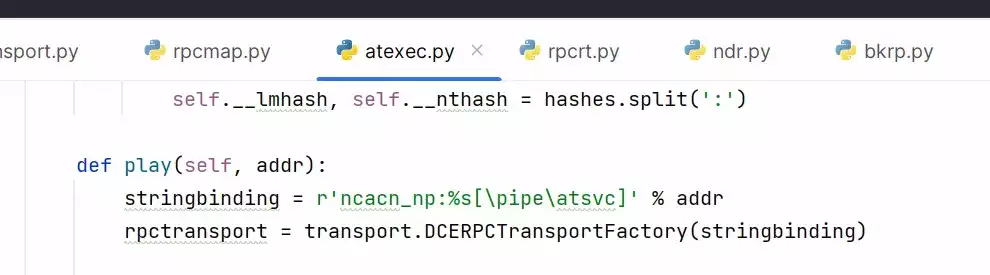 nsport.py rpcmap.py atexec.py × rpcrt.py ndr.py bkrp.py
self.__lmhash, self.__nthash = hashes.split(':')
def play(self, addr):
stringbinding = r'ncacn_np:%s[\pipe\atsvc]' % addr
rpctransport = transport.DCERPCTransportFactory(stringbinding)